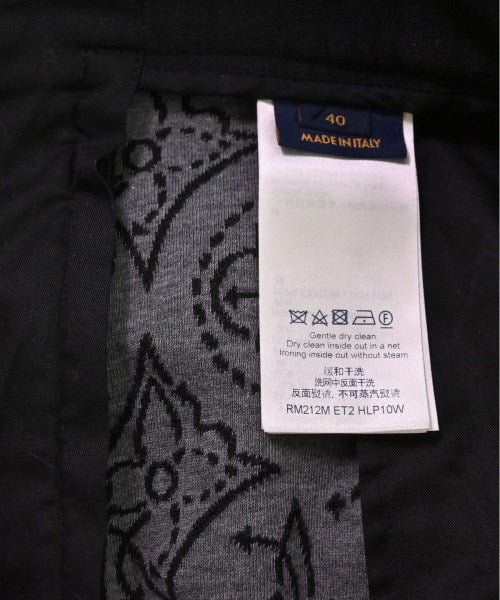 40
MADE IN ITALY
Gentle dry clean
Dry clean inside out in a net
Ironing inside out without steam
缓和干洗
洗网中反面干洗
反面熨烫，不可蒸汽熨烫
RM212M ET2 HLP10W